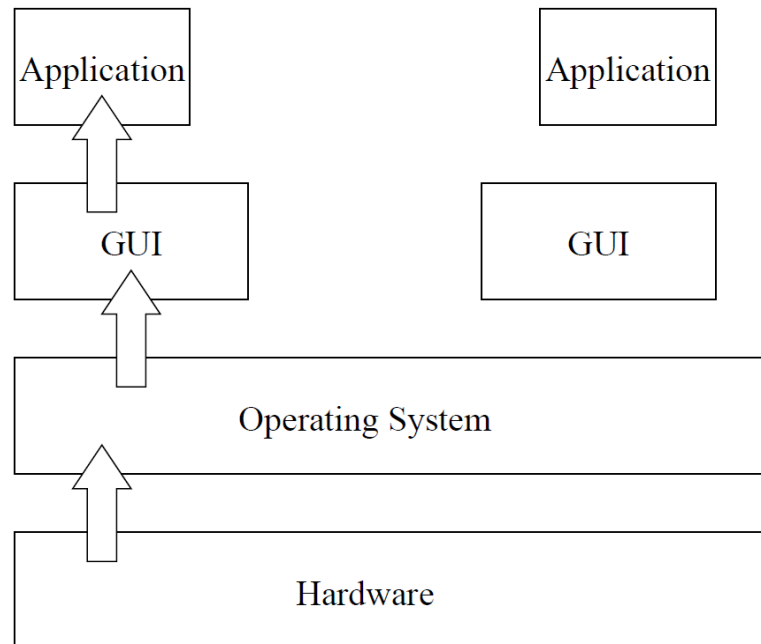 Application
Application
GUI
GUI
Operating System
Hardware